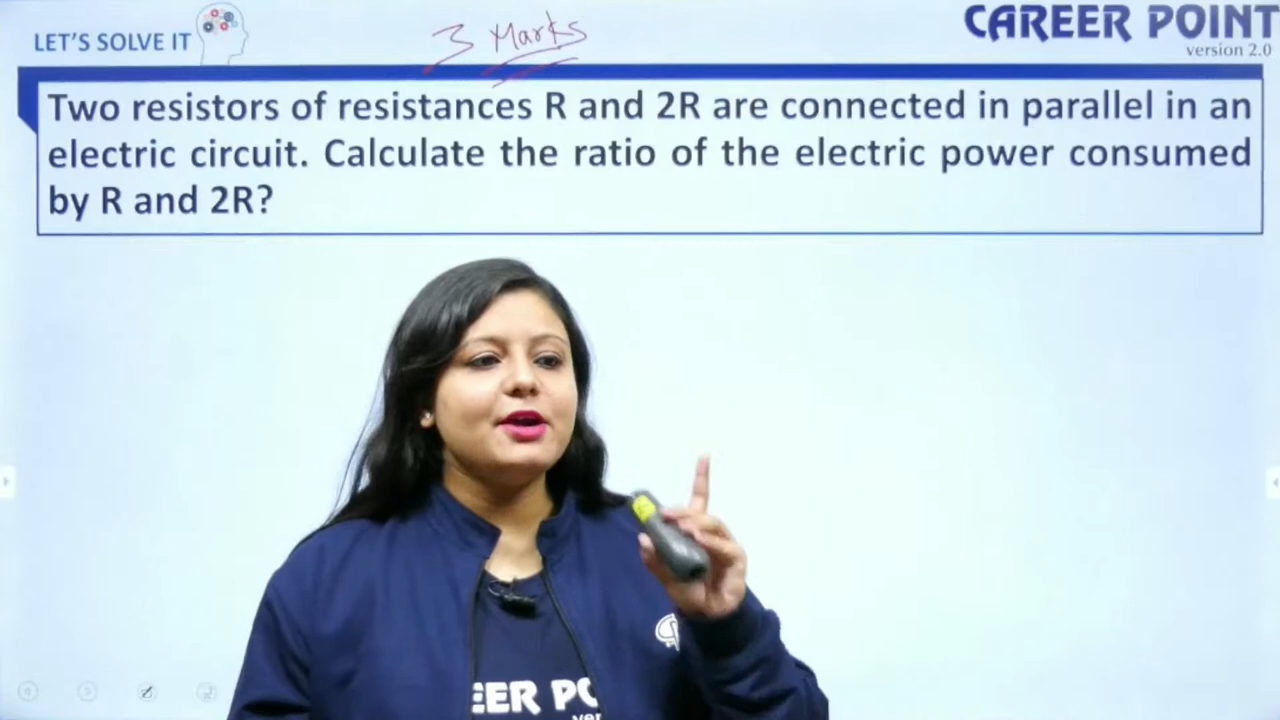 LET'S SOLVE IT
3 Marks
CAREER POINT
version 2.0
Two resistors of resistances R and 2R are connected in parallel in an
electric circuit. Calculate the ratio of the electric power consumed
by R and 2R?
EER PO
ver